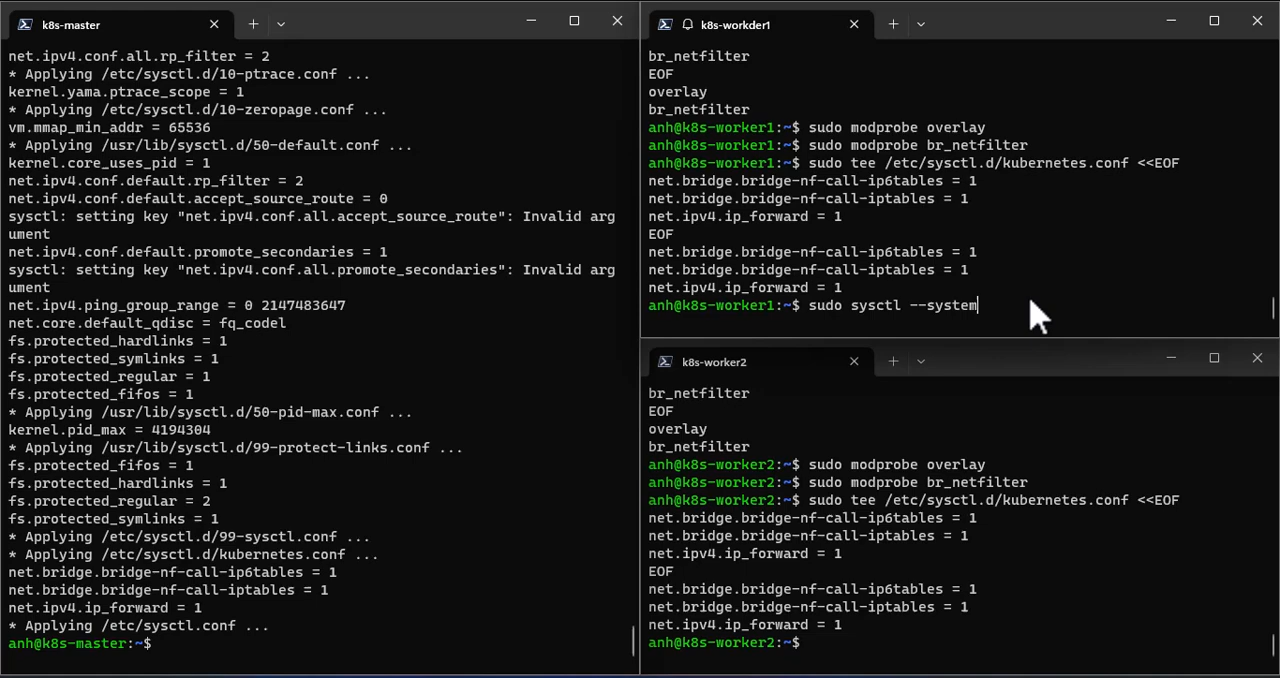 k8s-master
net.ipv4.conf.all.rp_filter = 2
* Applying /etc/sysctl.d/10-ptrace.conf ...
kernel.yama.ptrace_scope = 1
* Applying /etc/sysctl.d/10-zeropage.conf ...
vm.mmap_min_addr = 65536
* Applying /usr/lib/sysctl.d/50-default.conf ...
kernel.core_uses_pid = 1
net.ipv4.conf.default.rp_filter = 2
net.ipv4.conf.default.accept_source_route = 0
sysctl: setting key "net.ipv4.conf.all.accept_source_route": Invalid arg
ument
net.ipv4.conf.default.promote_secondaries = 1
sysctl: setting key "net.ipv4.conf.all.promote_secondaries": Invalid arg
ument
net.ipv4.ping_group_range = 0 2147483647
net.core.default_qdisc = fq_codel
fs.protected_hardlinks = 1
fs.protected_symlinks = 1
fs.protected_regular = 1
fs.protected_fifos = 1
* Applying /usr/lib/sysctl.d/50-pid-max.conf ...
kernel.pid_max = 4194304
* Applying /usr/lib/sysctl.d/99-protect-links.conf ...
fs.protected_fifos = 1
fs.protected_hardlinks = 1
fs.protected_regular = 2
fs.protected_symlinks = 1
* Applying /etc/sysctl.d/99-sysctl.conf ...
* Applying /etc/sysctl.d/kubernetes.conf ...
net.bridge.bridge-nf-call-ip6tables = 1
net.bridge.bridge-nf-call-iptables = 1
net.ipv4.ip_forward = 1
* Applying /etc/sysctl.conf ...
anh@k8s-master:~$
k8s-workder1
br_netfilter
EOF
overlay
br_netfilter
anh@k8s-worker1:~$ sudo modprobe overlay
anh@k8s-worker1:~$ sudo modprobe br_netfilter
anh@k8s-worker1:~$ sudo tee /etc/sysctl.d/kubernetes.conf <<EOF
net.bridge.bridge-nf-call-ip6tables = 1
net.bridge.bridge-nf-call-iptables = 1
net.ipv4.ip_forward = 1
EOF
net.bridge.bridge-nf-call-ip6tables = 1
net.bridge.bridge-nf-call-iptables = 1
net.ipv4.ip_forward = 1
anh@k8s-worker1:~$ sudo sysctl --system
k8s-worker2
br_netfilter
EOF
overlay
br_netfilter
anh@k8s-worker2:~$ sudo modprobe overlay
anh@k8s-worker2:~$ sudo modprobe br_netfilter
anh@k8s-worker2:~$ sudo tee /etc/sysctl.d/kubernetes.conf <<EOF
net.bridge.bridge-nf-call-ip6tables = 1
net.bridge.bridge-nf-call-iptables = 1
net.ipv4.ip_forward = 1
EOF
net.bridge.bridge-nf-call-ip6tables = 1
net.bridge.bridge-nf-call-iptables = 1
net.ipv4.ip_forward = 1
anh@k8s-worker2:~$